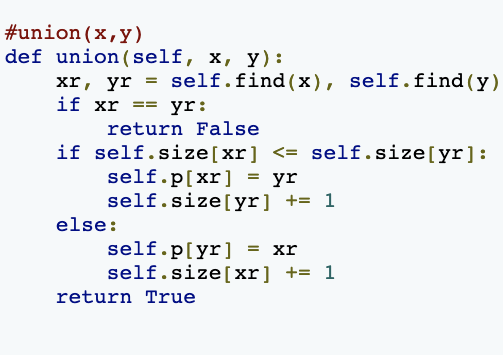 #union(x,y)
def union(self, x, y):
    xr, yr = self.find(x), self.find(y)
    if xr == yr:
        return False
    if self.size[xr] <= self.size[yr]:
        self.p[xr] = yr
        self.size[yr] += 1
    else:
        self.p[yr] = xr
        self.size[xr] += 1
    return True